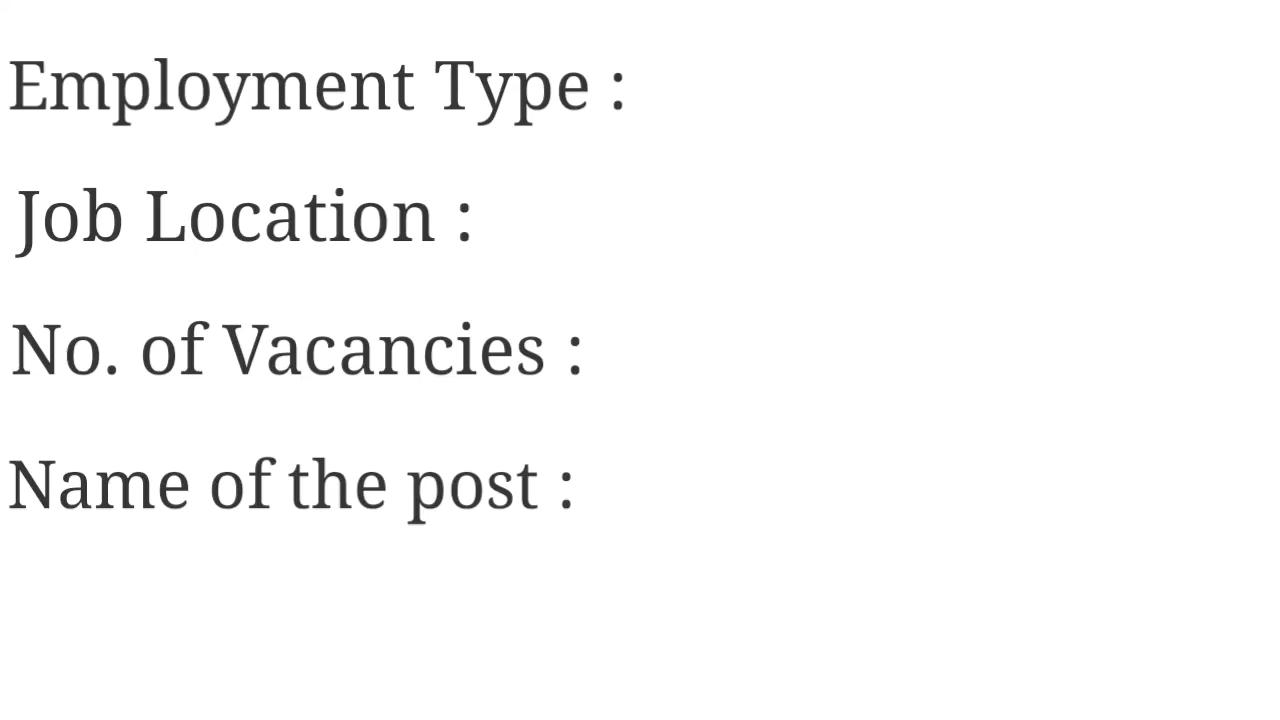 Employment Type :
Job Location :
No. of Vacancies :
Name of the post :